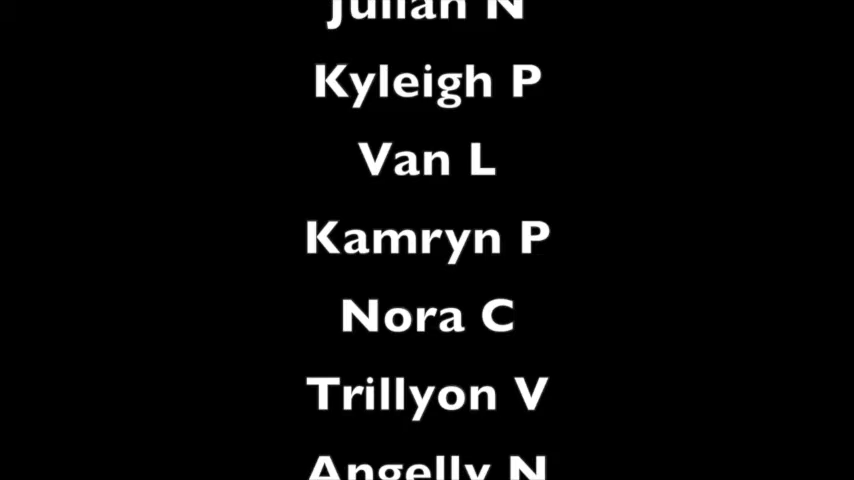 Julian N
Kyleigh P
Van L
Kamryn P
Nora C
Trillyon V
Angelly N